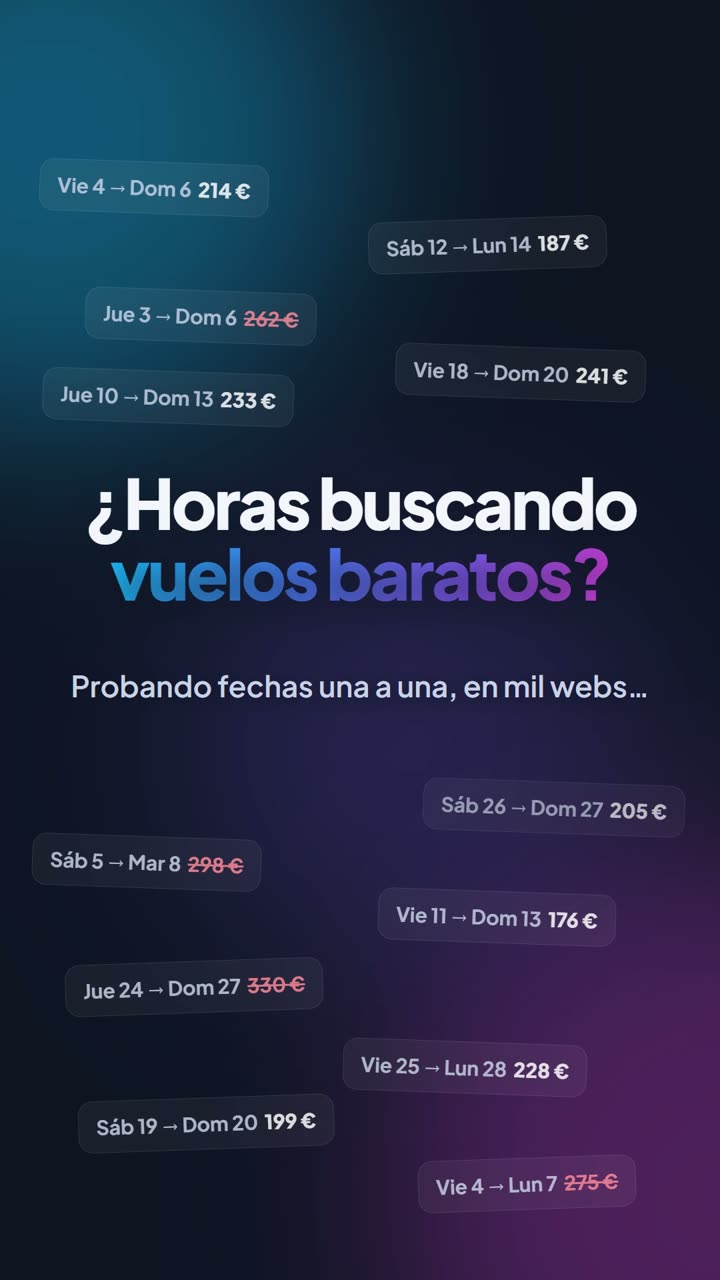 Vie 4 → Dom 6 214 €
Sáb 12 → Lun 14 187 €
Jue 3 → Dom 6 262 €
Vie 18 → Dom 20 241 €
Jue 10 → Dom 13 233 €
¿Horas buscando
vuelos baratos?
Probando fechas una a una, en mil webs…
Sáb 26 → Dom 27 205 €
Sáb 5 → Mar 8 298 €
Vie 11 → Dom 13 176 €
Jue 24 → Dom 27 330 €
Vie 25 → Lun 28 228 €
Sáb 19 → Dom 20 199 €
Vie 4 → Lun 7 275 €